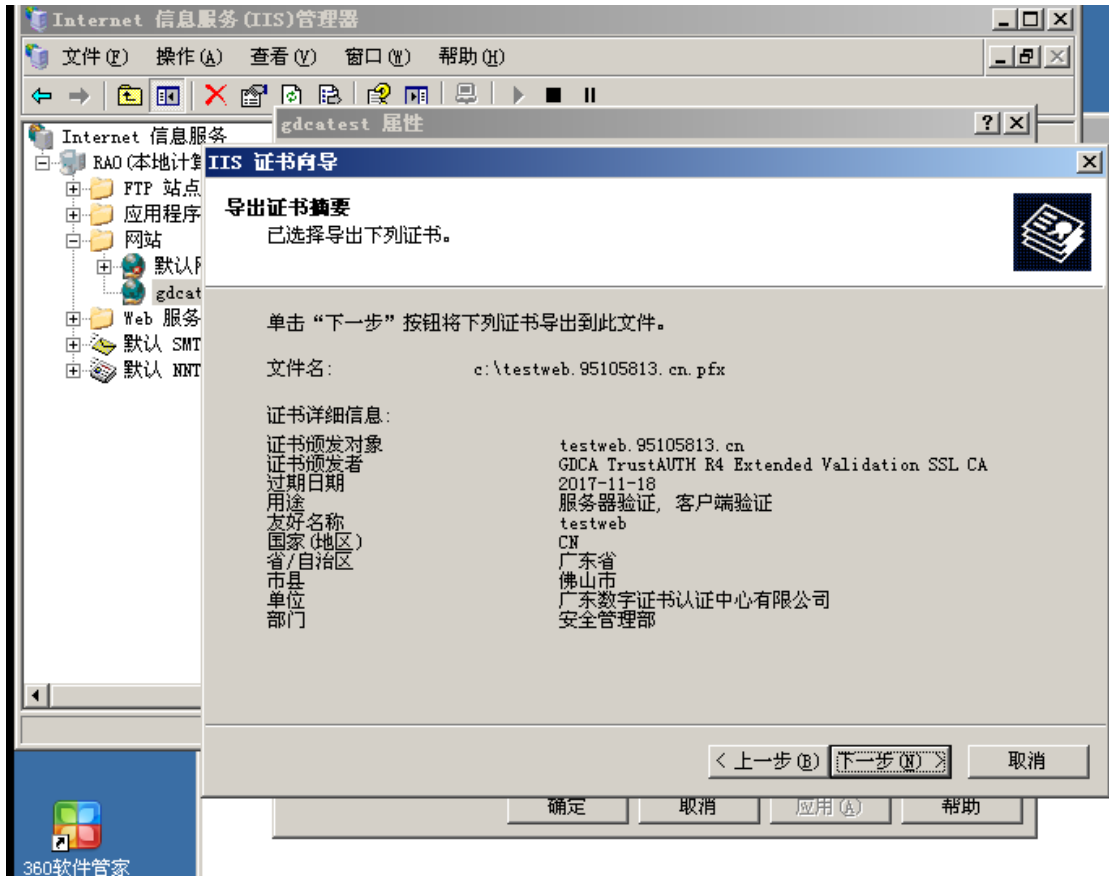 Internet 信息服务(IIS)管理器
文件(F) 操作(A) 查看(V) 窗口(W) 帮助(H)
gdcatest 属性
Internet 信息服务
RAO(本地计算
FTP 站点
应用程序
网站
默认网
gdcat
Web 服务
默认 SMT
默认 NNT
IIS 证书向导
导出证书摘要
已选择导出下列证书。
单击“下一步”按钮将下列证书导出到此文件。
文件名: c:\testweb.95105813.cn.pfx
证书详细信息:
证书颁发对象 testweb.95105813.cn
证书颁发者 GDCA TrustAUTH R4 Extended Validation SSL CA
过期日期 2017-11-18
用途 服务器验证, 客户端验证
友好名称 testweb
国家(地区) CN
省/自治区 广东省
市县 佛山市
单位 广东数字证书认证中心有限公司
部门 安全管理部
< 上一步(B) 下一步(N) > 取消
确定 取消 应用(A) 帮助
360软件管家